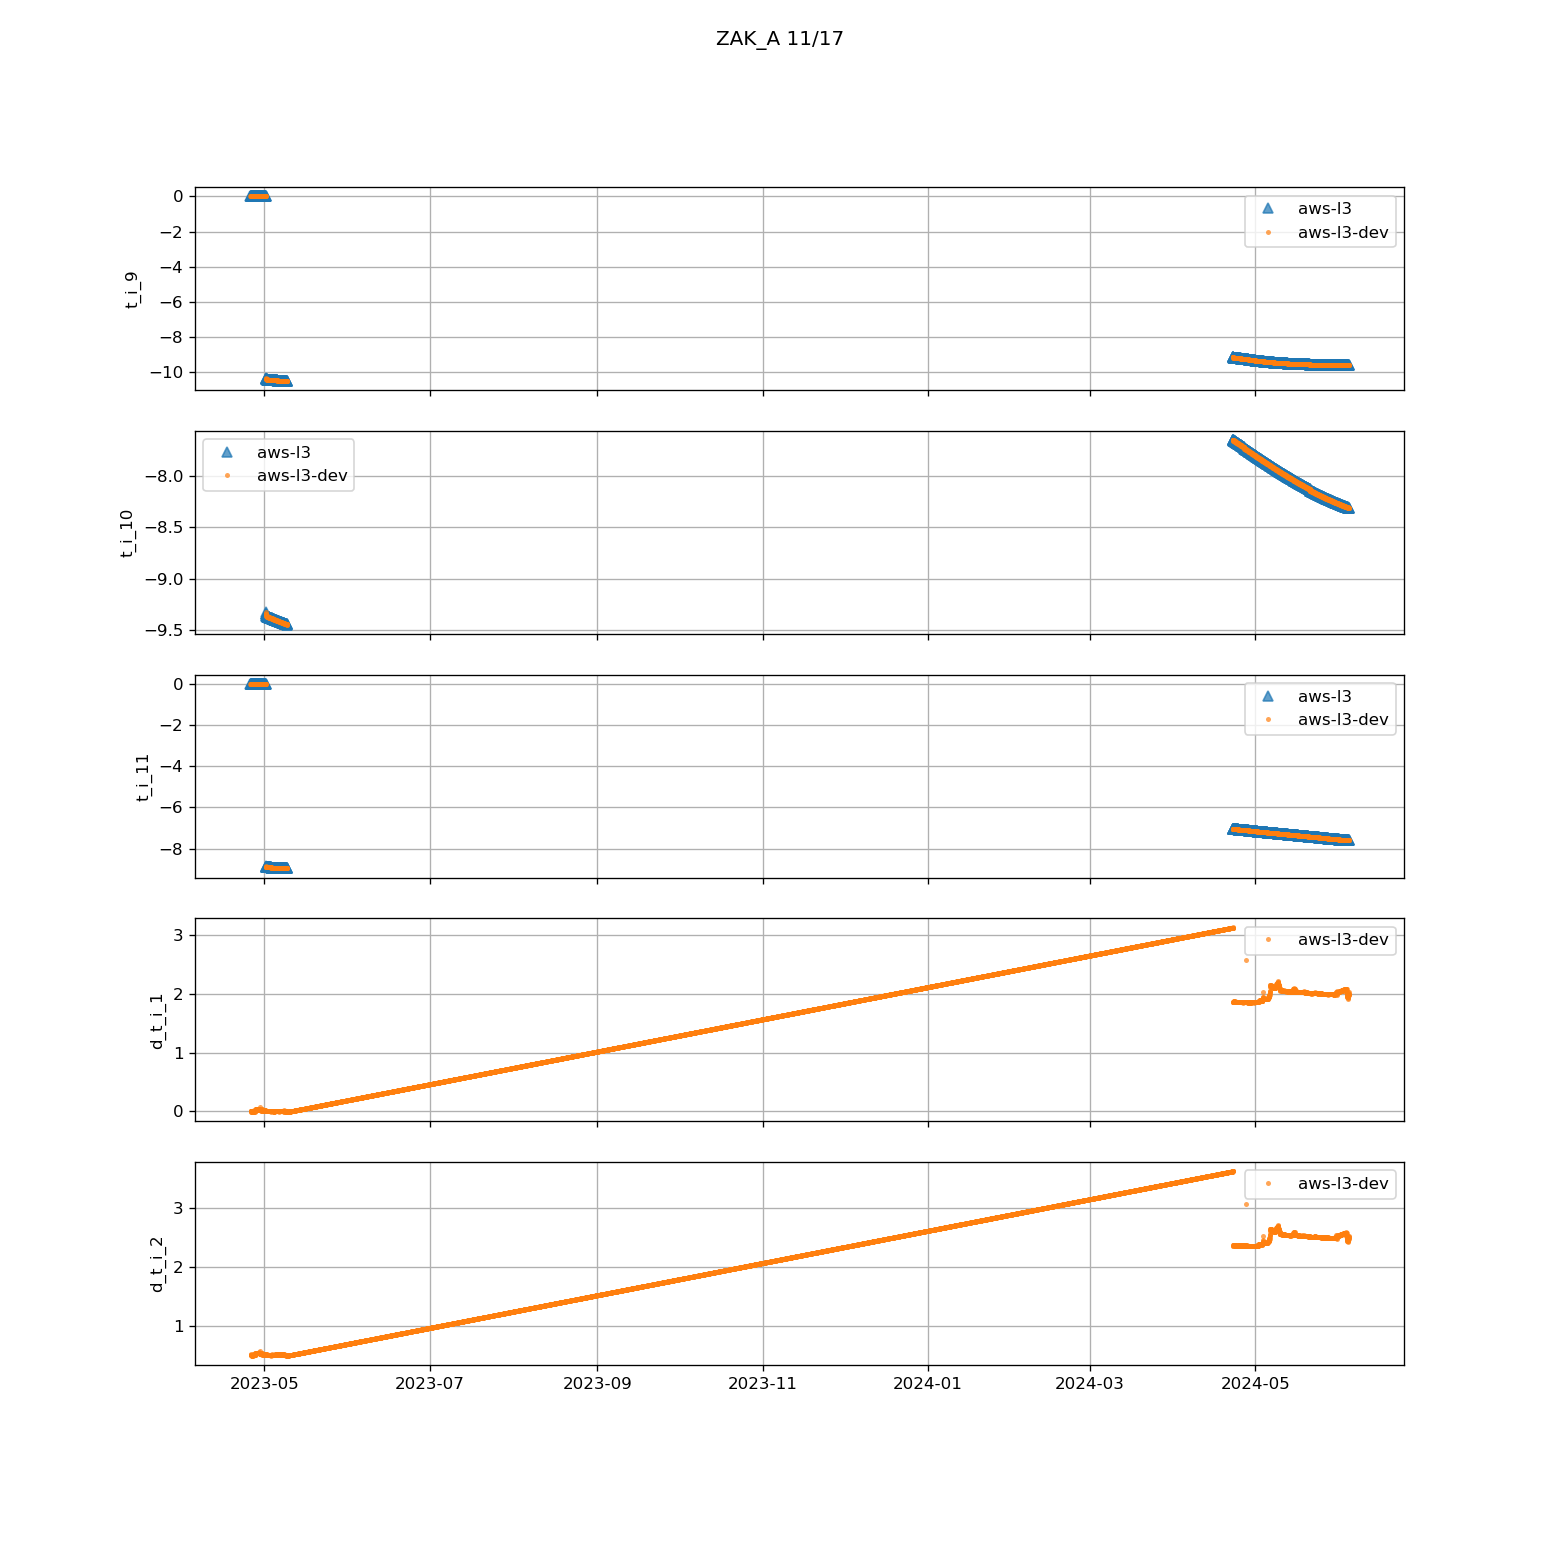 ZAK_A 11/17
t_i_9
0
−2
−4
−6
−8
−10
aws-l3
aws-l3-dev
t_i_10
−8.0
−8.5
−9.0
−9.5
aws-l3
aws-l3-dev
t_i_11
0
−2
−4
−6
−8
aws-l3
aws-l3-dev
d_t_i_1
3
2
1
0
aws-l3-dev
d_t_i_2
3
2
1
aws-l3-dev
2023-05 2023-07 2023-09 2023-11 2024-01 2024-03 2024-05